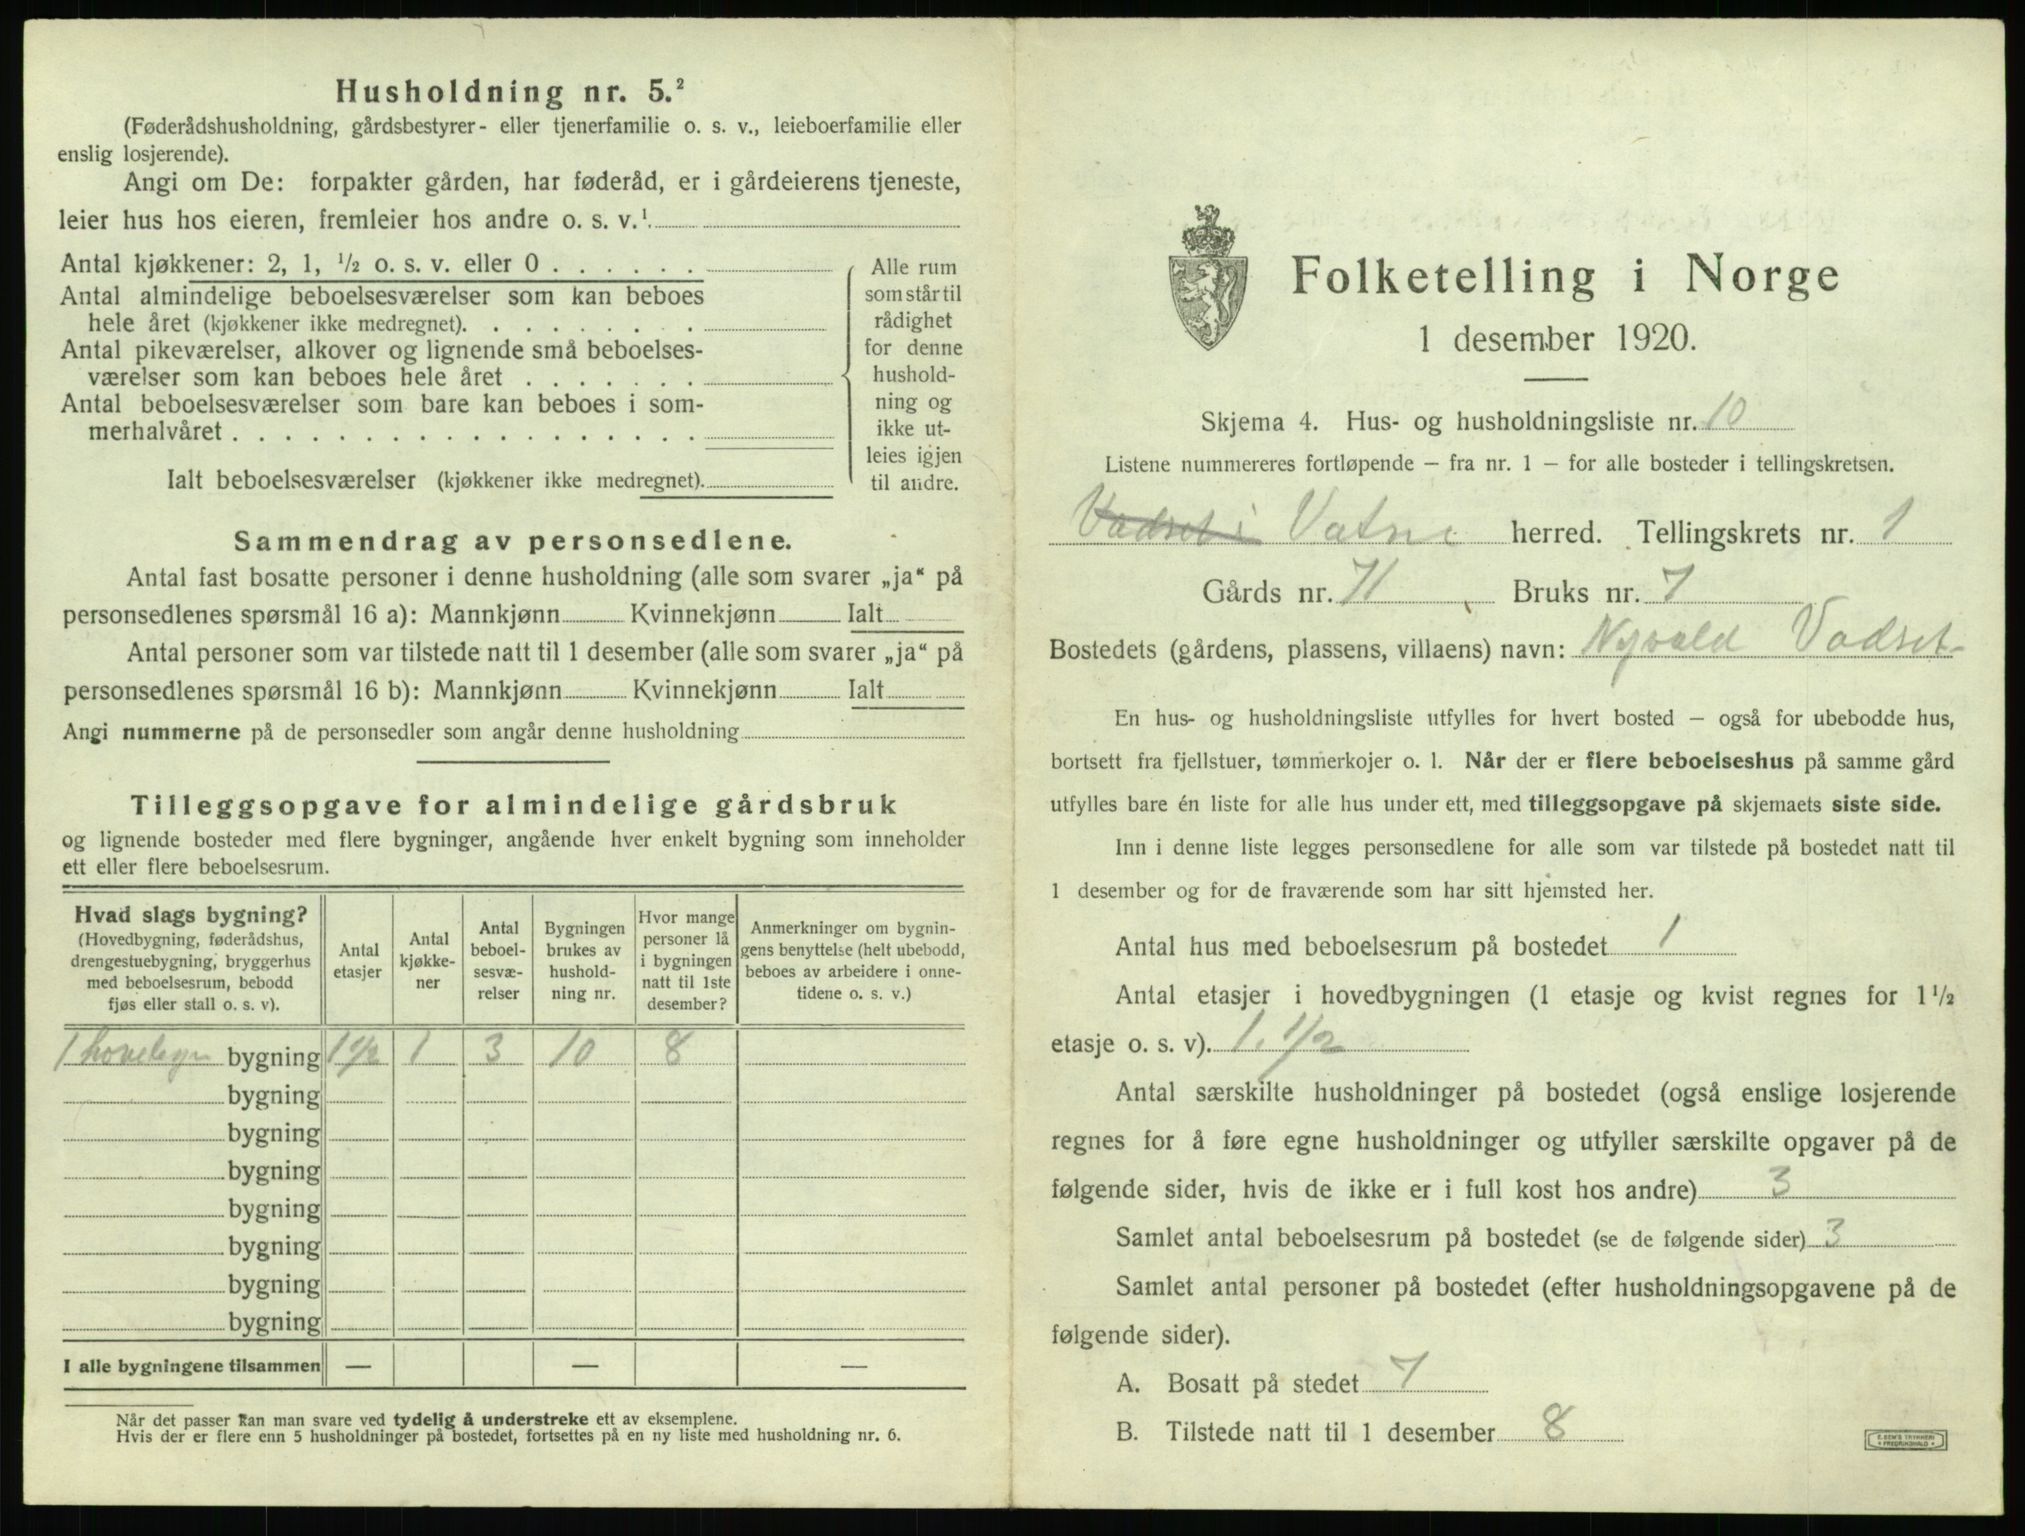 Husholdning nr. 5.²
(Føderådshusholdning, gårdsbestyrer- eller tjenerfamilie o. s. v., leieboerfamilie eller
enslig losjerende).
Angi om De: forpakter gården, har føderåd, er i gårdeierens tjeneste,
leier hus hos eieren, fremleier hos andre o. s. v.¹
Antal kjøkkener: 2, 1, ½ o. s. v. eller 0
Antal almindelige beboelsesværelser som kan beboes
hele året (kjøkkener ikke medregnet).
Antal pikeværelser, alkover og lignende små beboelses-
værelser som kan beboes hele året
Antal beboelsesværelser som bare kan beboes i som-
merhalvåret
Ialt beboelsesværelser (kjøkkener ikke medregnet).
Alle rum
som står til
rådighet
for denne
hushold-
ning og
ikke ut-
leies igjen
til andre.
Sammendrag av personsedlene.
Antal fast bosatte personer i denne husholdning (alle som svarer „ja“ på
personsedlenes spørsmål 16 a): Mannkjønn Kvinnekjønn Ialt
Antal personer som var tilstede natt til 1 desember (alle som svarer „ja“ på
personsedlenes spørsmål 16 b): Mannkjønn Kvinnekjønn Ialt
Angi nummerne på de personsedler som angår denne husholdning
Tilleggsopgave for almindelige gårdsbruk
og lignende bosteder med flere bygninger, angående hver enkelt bygning som inneholder
ett eller flere beboelsesrum.
Hvad slags bygning?
(Hovedbygning, føderådshus,
drengestuebygning, bryggerhus
med beboelsesrum, bebodd
fjøs eller stall o. s. v).
Antal
etasjer
Antal
kjøkke-
ner
Antal
beboel-
sesvæ-
relser
Bygningen
brukes av
hushold-
ning nr.
Hvor mange
personer lå
i bygningen
natt til 1ste
desember?
Anmerkninger om bygnin-
gens benyttelse (helt ubebodd,
beboes av arbeidere i onne-
tidene o. s. v.)
1 bygning 1 ½ 1 3 10 8
bygning
bygning
bygning
bygning
bygning
bygning
bygning
I alle bygningene tilsammen — — —
Når det passer kan man svare ved tydelig å understreke ett av eksemplene.
Hvis der er flere enn 5 husholdninger på bostedet, fortsettes på en ny liste med husholdning nr. 6.
Folketelling i Norge
1 desember 1920.
Skjema 4. Hus- og husholdningsliste nr. 10
Listene nummereres fortløpende — fra nr. 1 — for alle bosteder i tellingskretsen.
Vadset i Vatne herred. Tellingskrets nr. 1
Gårds nr. 71 Bruks nr. 7
Bostedets (gårdens, plassens, villaens) navn: Nyvold Vadset
En hus- og husholdningsliste utfylles for hvert bosted — også for ubebodde hus,
bortsett fra fjellstuer, tømmerkojer o. l. Når der er flere beboelseshus på samme gård
utfylles bare én liste for alle hus under ett, med tilleggsopgave på skjemaets siste side.
Inn i denne liste legges personsedlene for alle som var tilstede på bostedet natt til
1 desember og for de fraværende som har sitt hjemsted her.
Antal hus med beboelsesrum på bostedet 1
Antal etasjer i hovedbygningen (1 etasje og kvist regnes for 1½
etasje o. s. v). 1. ½
Antal særskilte husholdninger på bostedet (også enslige losjerende
regnes for å føre egne husholdninger og utfyller særskilte opgaver på de
følgende sider, hvis de ikke er i full kost hos andre) 3
Samlet antal beboelsesrum på bostedet (se de følgende sider) 3
Samlet antal personer på bostedet (efter husholdningsopgavene på de
følgende sider).
A. Bosatt på stedet 7
B. Tilstede natt til 1 desember 8